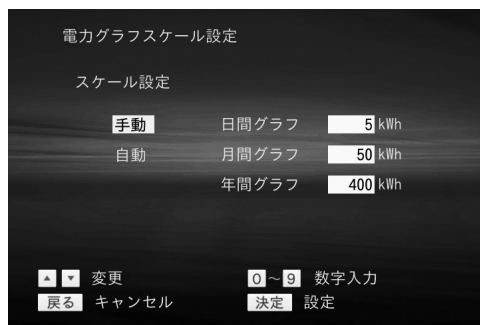 電力グラフスケール設定
スケール設定
手動 日間グラフ 5 kWh
自動 月間グラフ 50 kWh
年間グラフ 400 kWh
▲ ▼ 変更 0～9 数字入力
戻る キャンセル 決定 設定